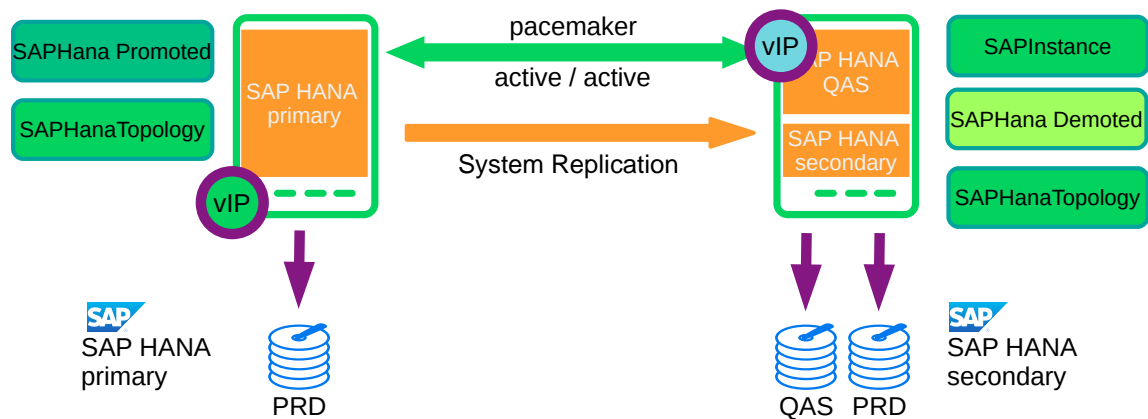 SAPHana Promoted
SAPHanaTopology
SAP HANA
primary
vIP
pacemaker
active / active
System Replication
vIP
SAP HANA
QAS
SAP HANA
secondary
SAPInstance
SAPHana Demoted
SAPHanaTopology
SAP
SAP HANA
primary
PRD
QAS
PRD
SAP
SAP HANA
secondary